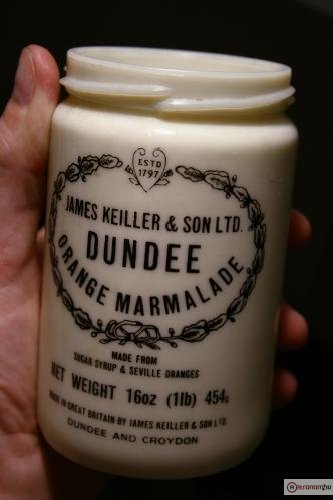 ESTD
1797
JAMES KEILLER & SON LTD.
DUNDEE
ORANGE MARMALADE
MADE FROM
SUGAR SYRUP & SEVILLE ORANGES
NET WEIGHT 16oz (1lb) 454g
MADE IN GREAT BRITAIN BY JAMES KEILLER & SON LTD.
DUNDEE AND CROYDON